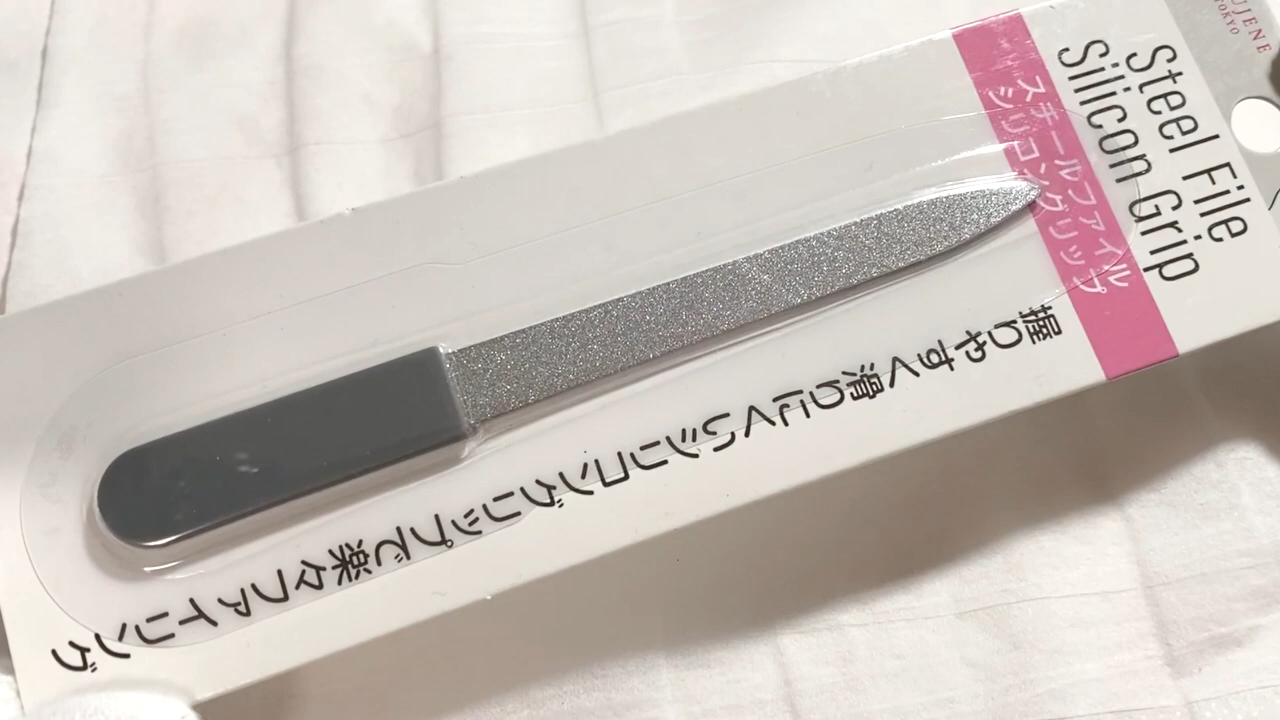 TOKYO
Steel File
Silicon Grip
スチールファイル
シリコングリップ
握りやすく滑りにくいシリコングリップで楽々ファイリング